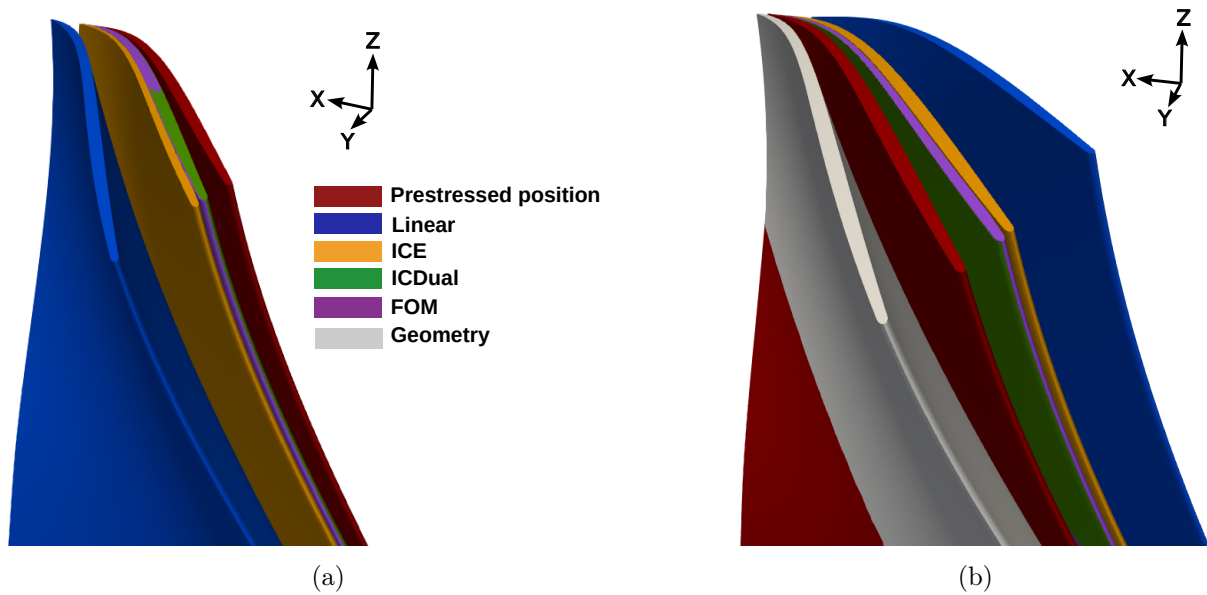 Z
X
Y
Prestressed position
Linear
ICE
ICDual
FOM
Geometry
Z
X
Y
(a)
(b)